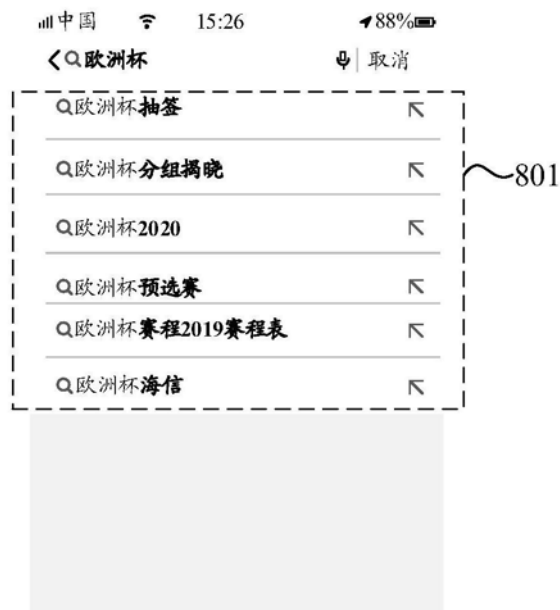 中国 15:26 88%
欧洲杯 取消
欧洲杯抽签
欧洲杯分组揭晓
801
欧洲杯2020
欧洲杯预选赛
欧洲杯赛程2019赛程表
欧洲杯海信